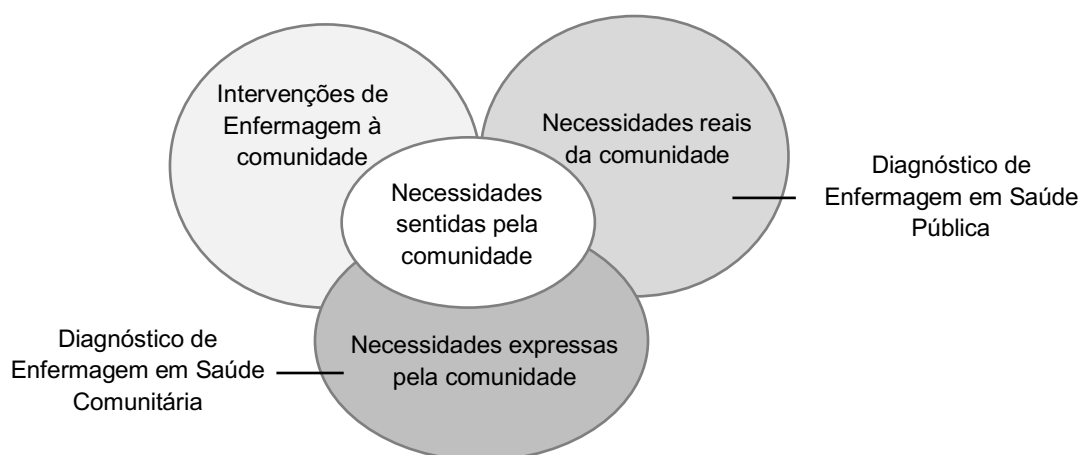 Intervenções de
Enfermagem à
comunidade
Necessidades reais
da comunidade
Diagnóstico de
Enfermagem em Saúde
Pública
Necessidades
sentidas pela
comunidade
Diagnóstico de
Enfermagem em Saúde
Comunitária
Necessidades expressas
pela comunidade